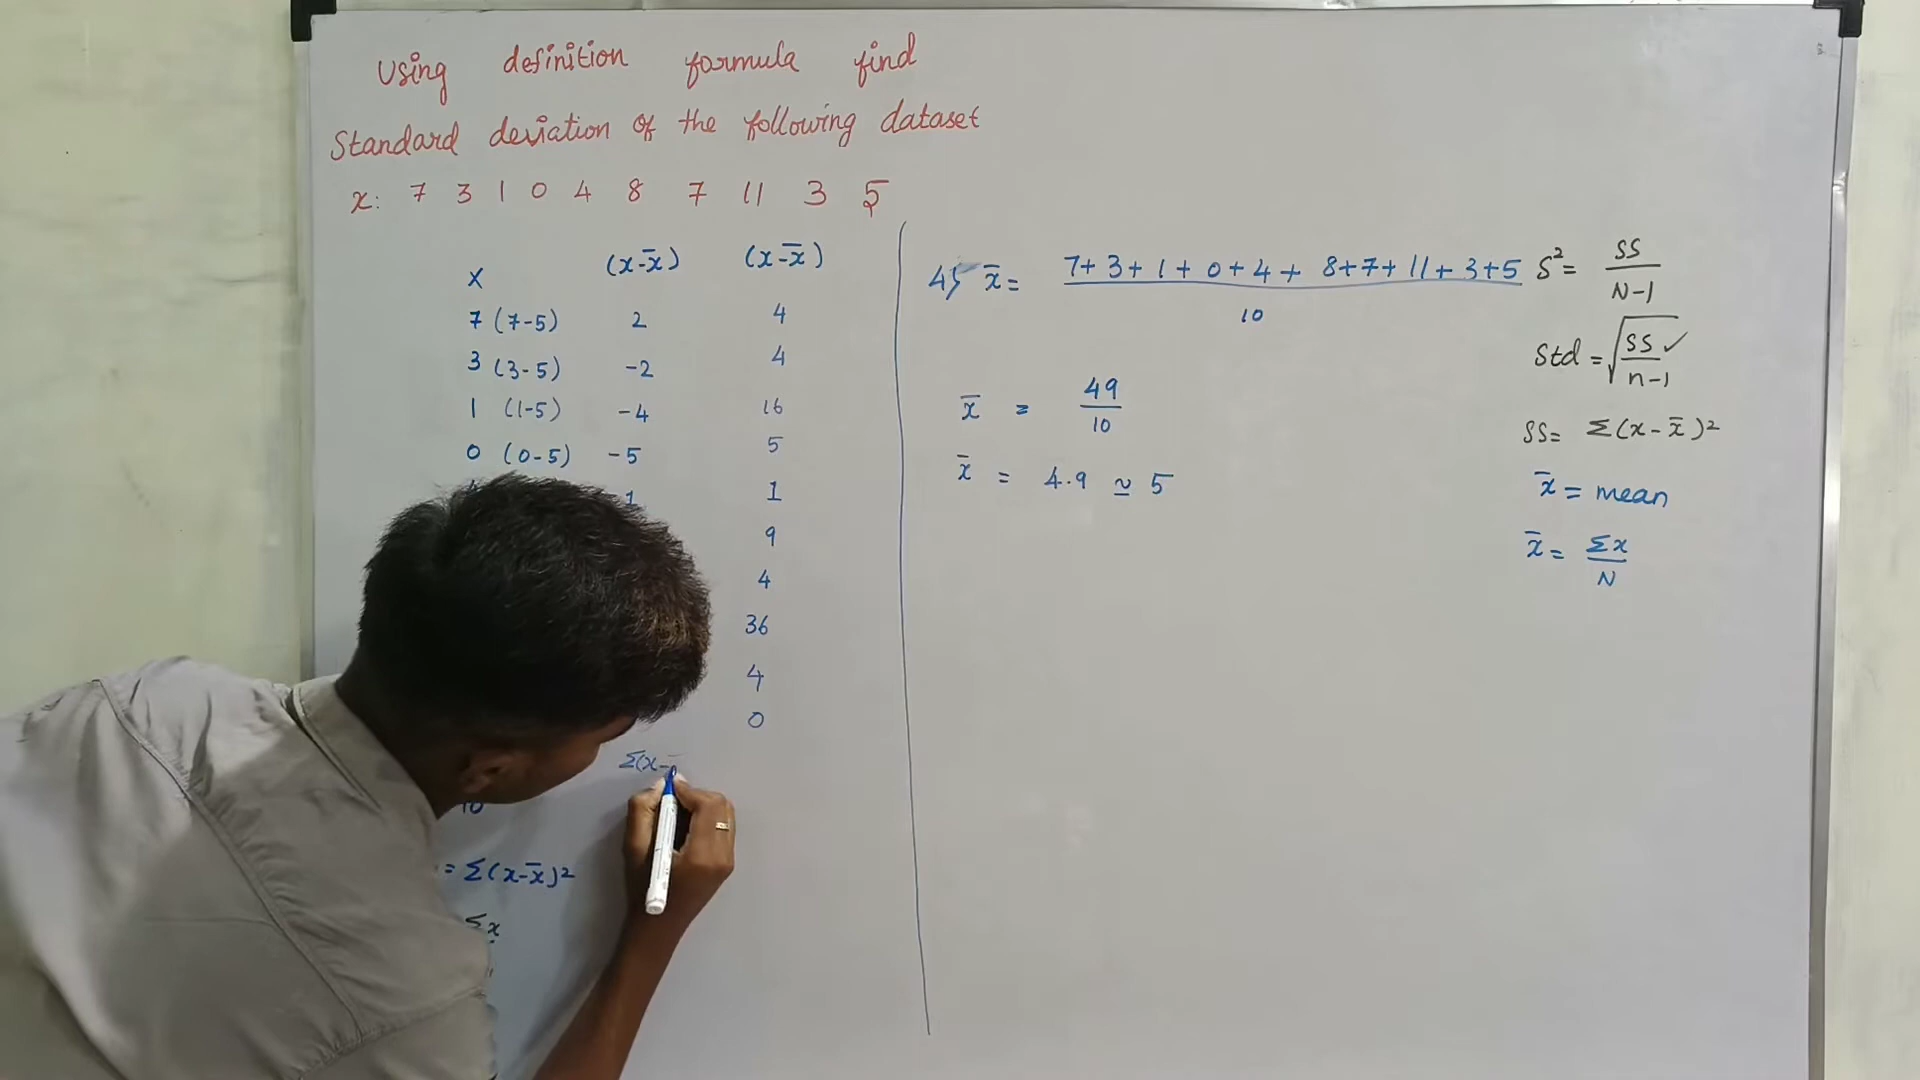 Using definition formula find
Standard deviation of the following dataset
x: 7 3 1 0 4 8 7 11 3 5
X (x-x̄) (x-x̄)
7 (7-5) 2 4
3 (3-5) -2 4
1 (1-5) -4 16
0 (0-5) -5 5
1 1
9
4
36
4
0
Σ(x-
10
= Σ(x-x̄)²
Σx
x̄ = 7+3+1+0+4+8+7+11+3+5
10
x̄ = 49
10
x̄ = 4.9 ≃ 5
S² = SS
N-1
Std = √SS ✓
n-1
SS = Σ(x-x̄)²
x̄ = mean
x̄ = Σx
N